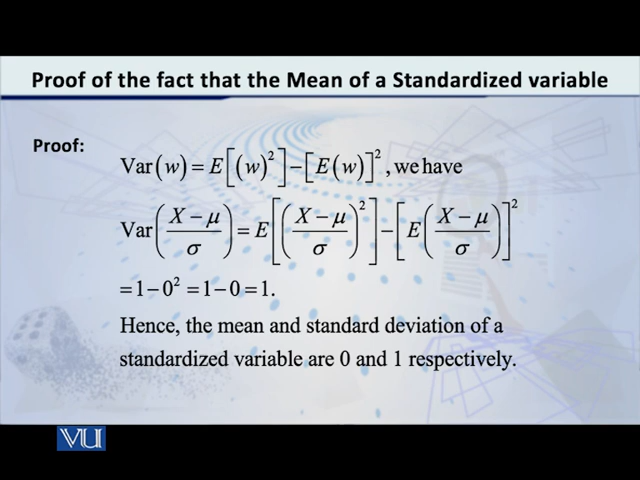 Proof of the fact that the Mean of a Standardized variable
Proof:
Var(w) = E[(w)²] − [E(w)]², we have
Var((X − μ)/σ) = E[((X − μ)/σ)²] − [E((X − μ)/σ)]²
= 1 − 0² = 1 − 0 = 1.
Hence, the mean and standard deviation of a
standardized variable are 0 and 1 respectively.
VU